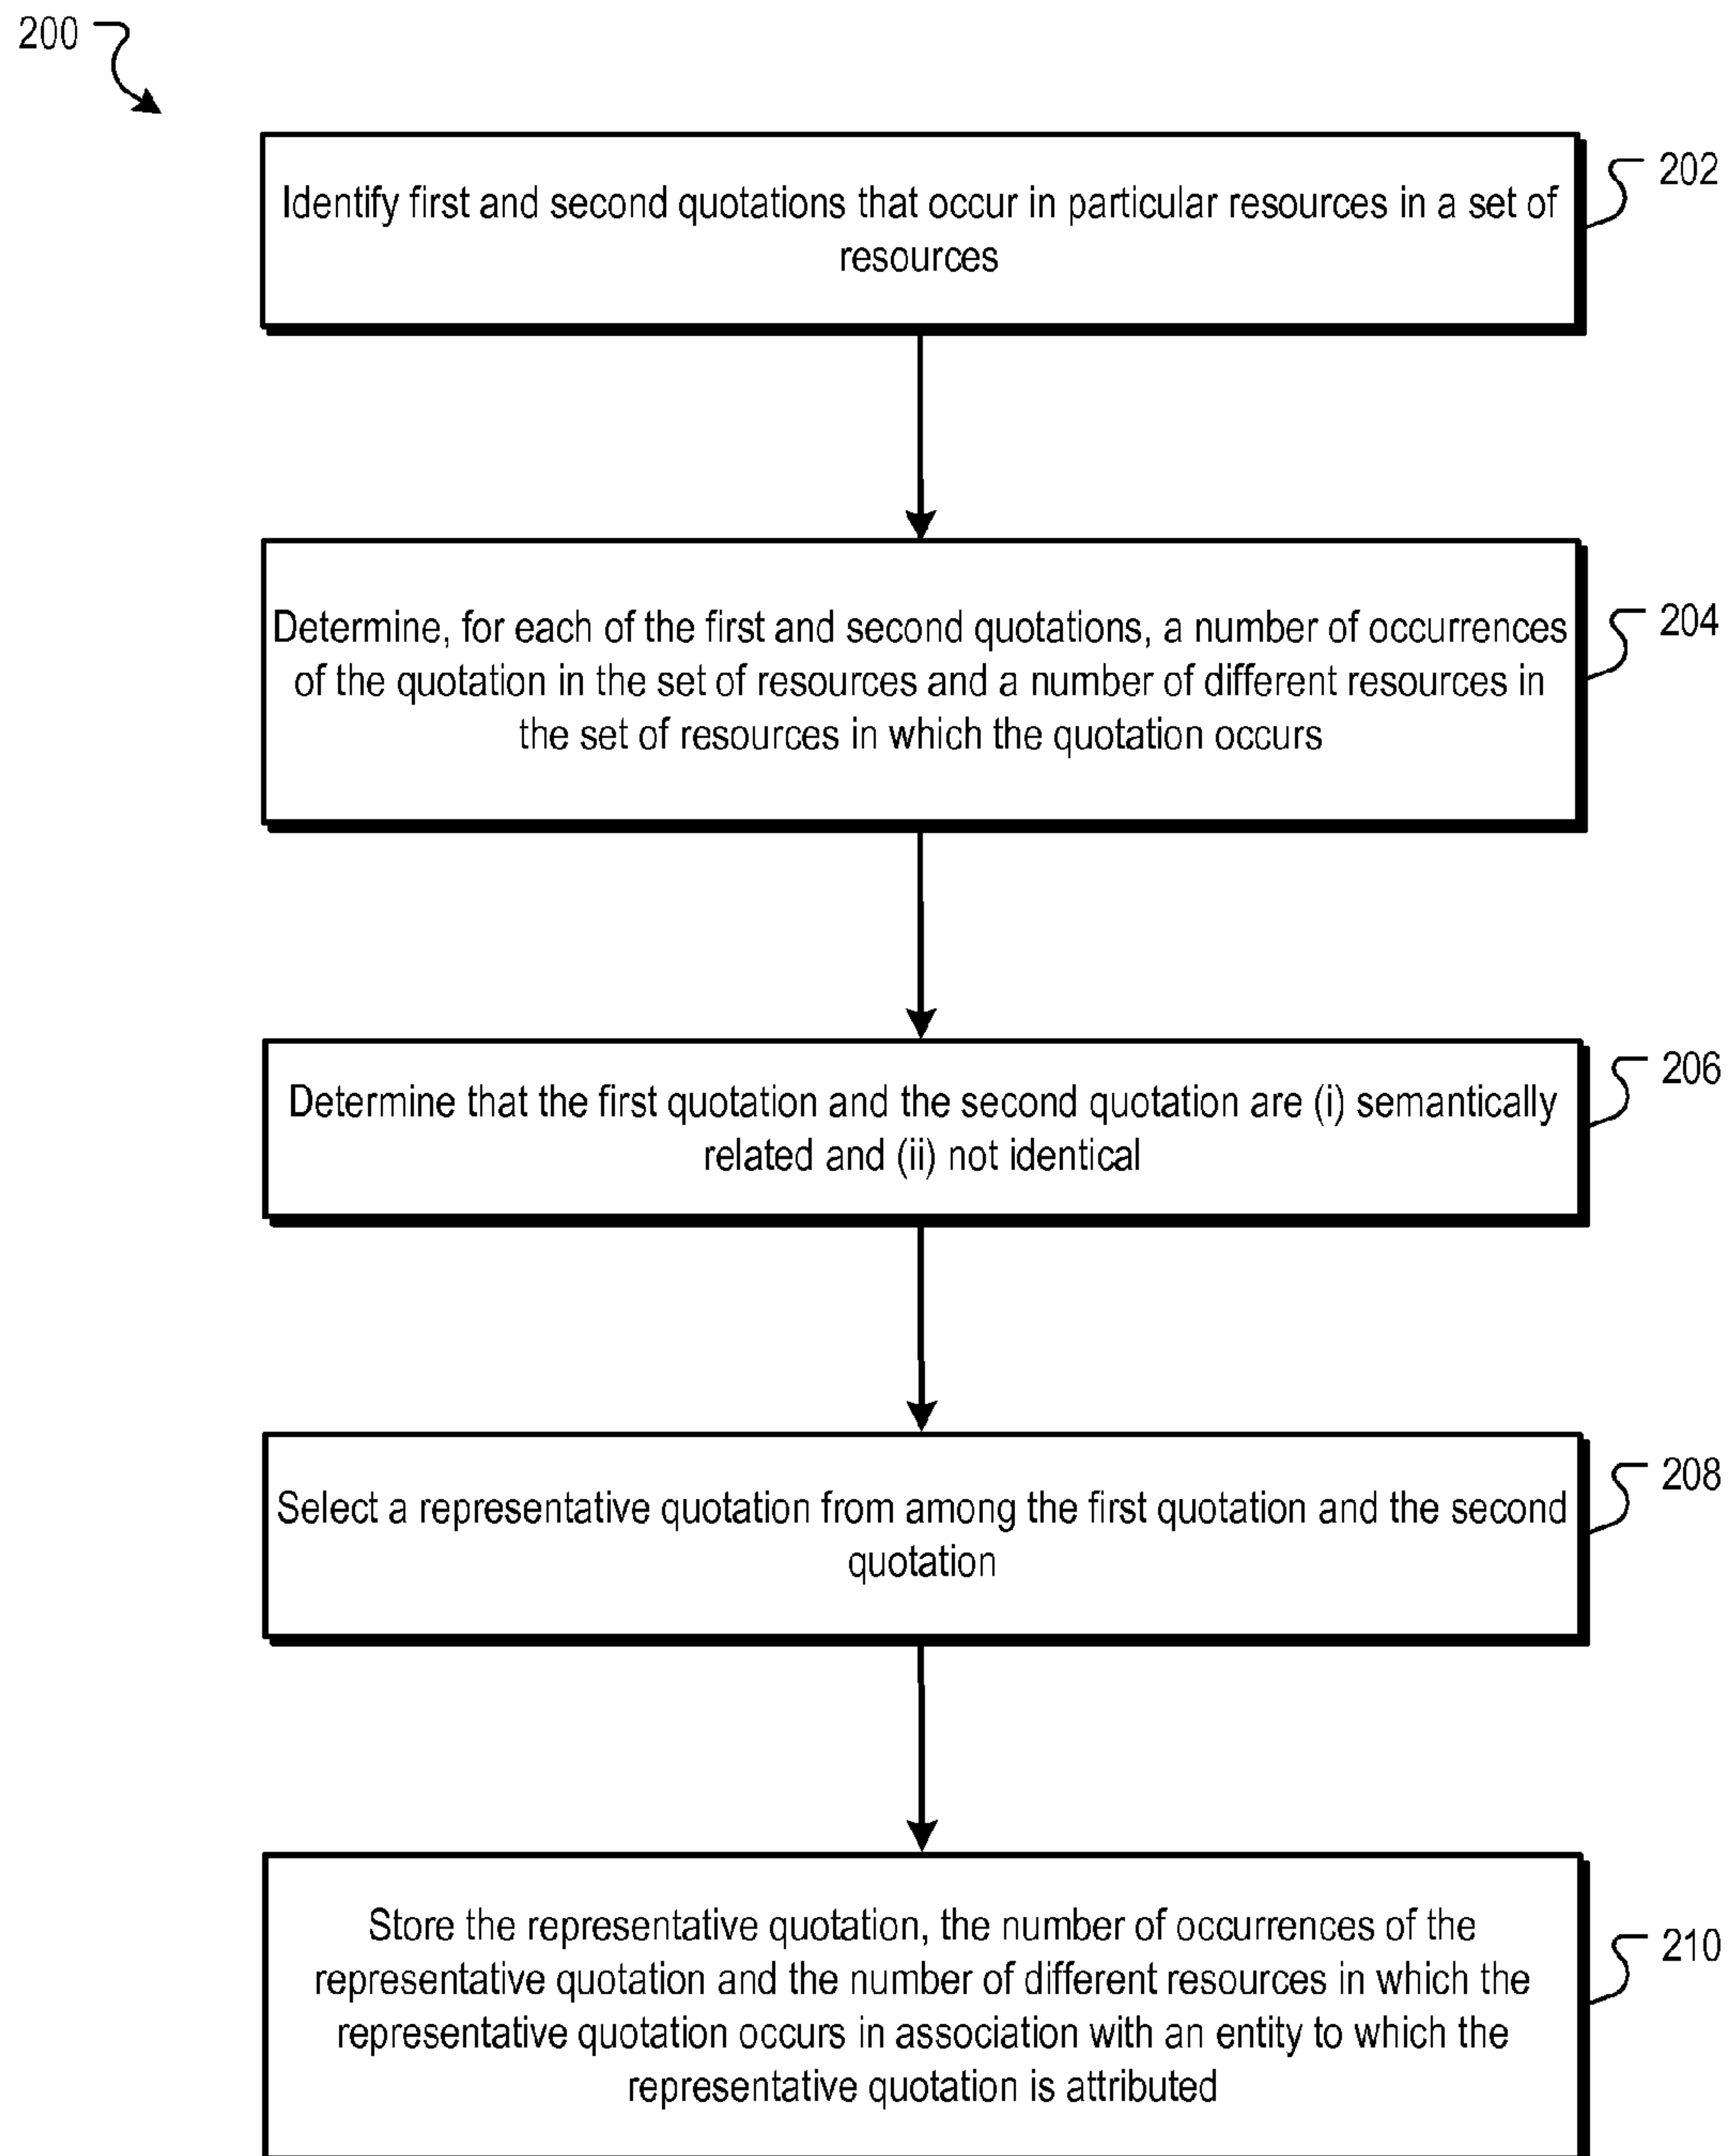 200
Identify first and second quotations that occur in particular resources in a set of
resources
202
Determine, for each of the first and second quotations, a number of occurrences
of the quotation in the set of resources and a number of different resources in
the set of resources in which the quotation occurs
204
Determine that the first quotation and the second quotation are (i) semantically
related and (ii) not identical
206
Select a representative quotation from among the first quotation and the second
quotation
208
Store the representative quotation, the number of occurrences of the
representative quotation and the number of different resources in which the
representative quotation occurs in association with an entity to which the
representative quotation is attributed
210